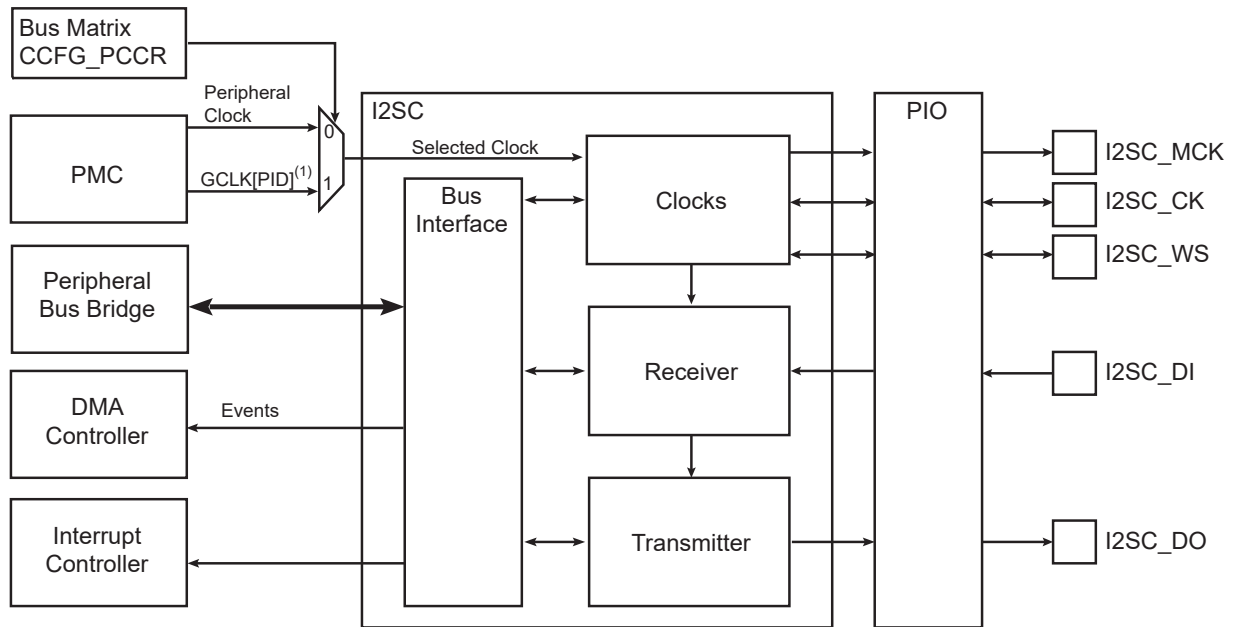 Bus Matrix
CCFG_PCCR
Peripheral
Clock
PMC
GCLK[PID](1)
0
1
I2SC
Selected Clock
Bus
Interface
Clocks
PIO
I2SC_MCK
I2SC_CK
I2SC_WS
Peripheral
Bus Bridge
Receiver
I2SC_DI
DMA
Controller
Events
Interrupt
Controller
Transmitter
I2SC_DO